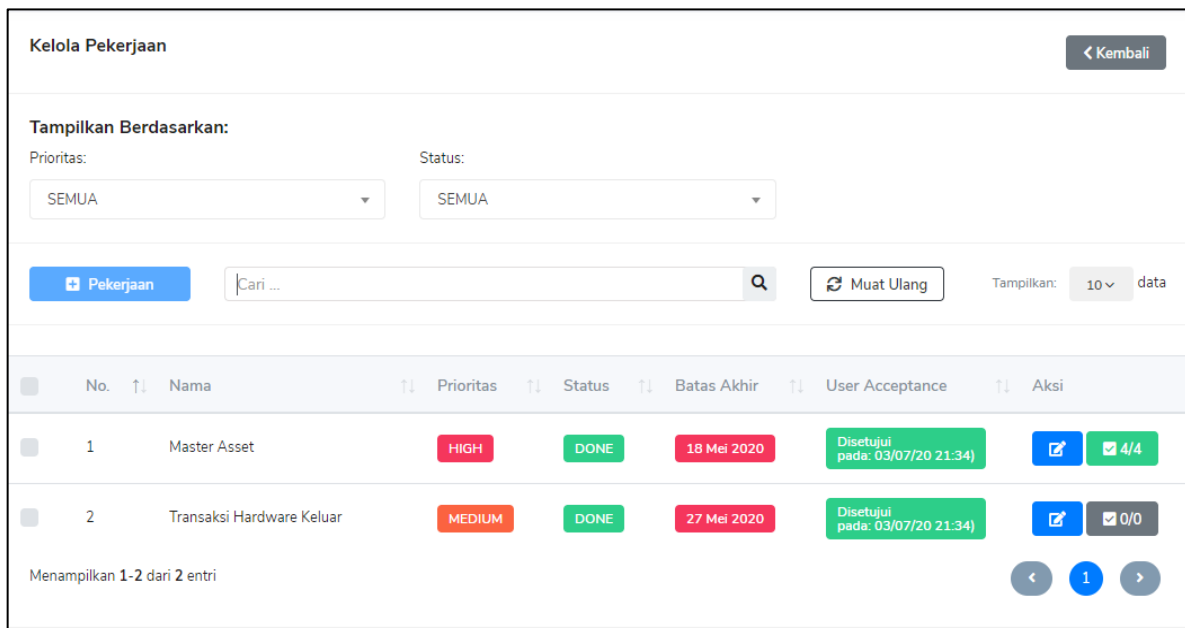 Kelola Pekerjaan
Kembali
Tampilkan Berdasarkan:
Prioritas: Status:
SEMUA SEMUA
Pekerjaan Cari ... Muat Ulang Tampilkan: 10 data
No. Nama Prioritas Status Batas Akhir User Acceptance Aksi
1 Master Asset HIGH DONE 18 Mei 2020 Disetujui
pada: 03/07/20 21:34) 4/4
2 Transaksi Hardware Keluar MEDIUM DONE 27 Mei 2020 Disetujui
pada: 03/07/20 21:34) 0/0
Menampilkan 1-2 dari 2 entri
1